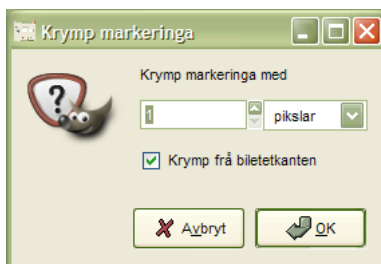 Krymp markeringa
Krymp markeringa med
1 pikslar
Krymp frå biletetkanten
Avbryt OK